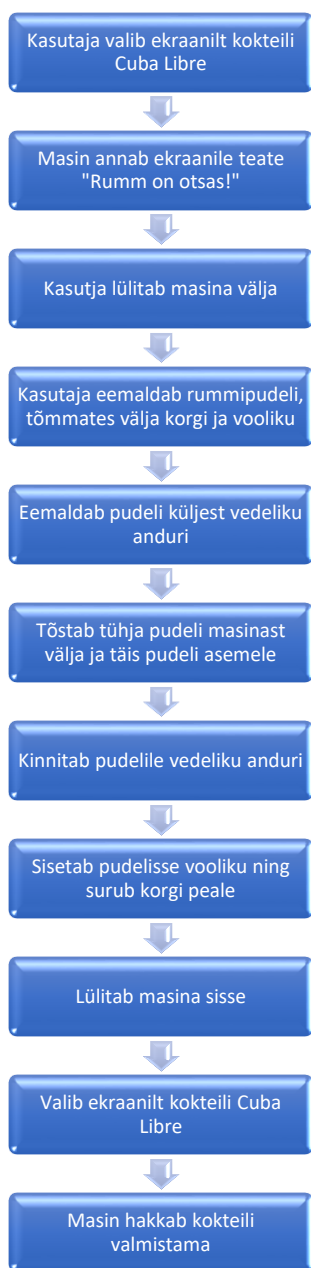 Kasutaja valib ekraanilt kokteili
Cuba Libre
Masin annab ekraanile teate
"Rumm on otsas!"
Kasutja lülitab masina välja
Kasutaja eemaldab rummipudeli,
tõmmates välja korgi ja vooliku
Eemaldab pudeli küljest vedeliku
anduri
Tõstab tühja pudeli masinast
välja ja täis pudeli asemele
Kinnitab pudelile vedeliku anduri
Sisetab pudelisse vooliku ning
surub korgi peale
Lülitab masina sisse
Valib ekraanilt kokteili Cuba
Libre
Masin hakkab kokteili
valmistama